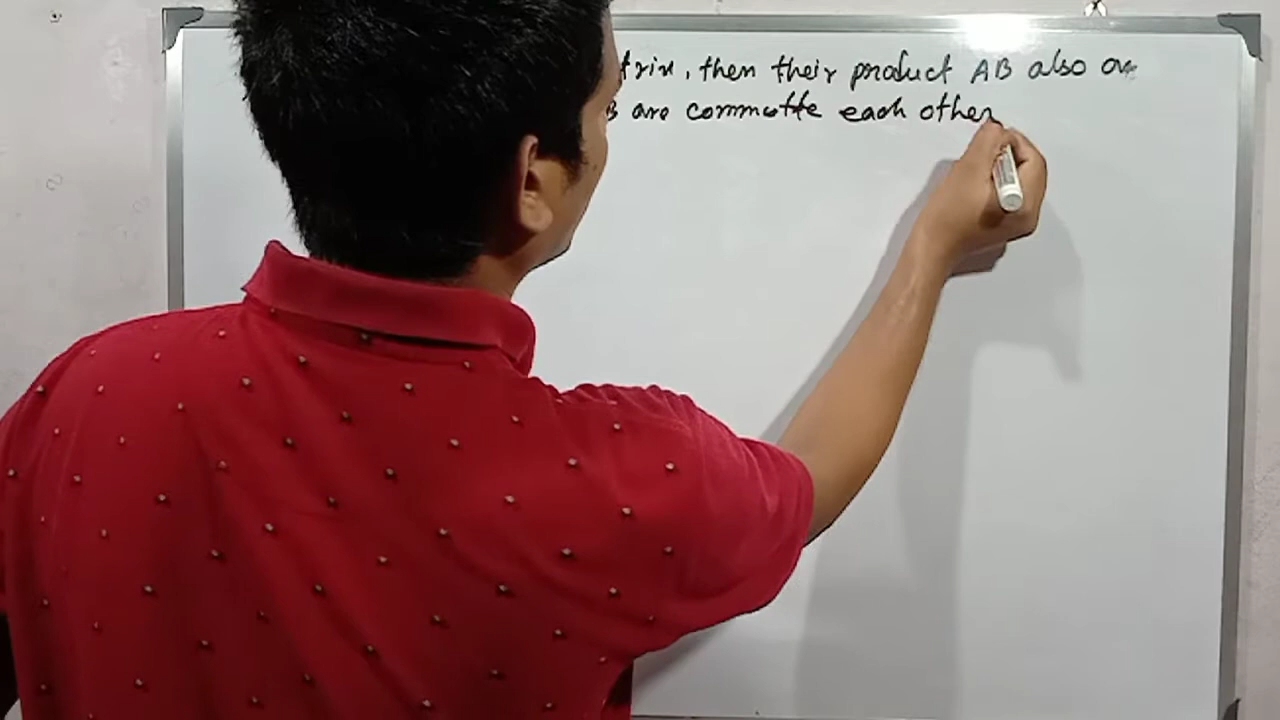 trix, then their product AB also
B are commutte each other